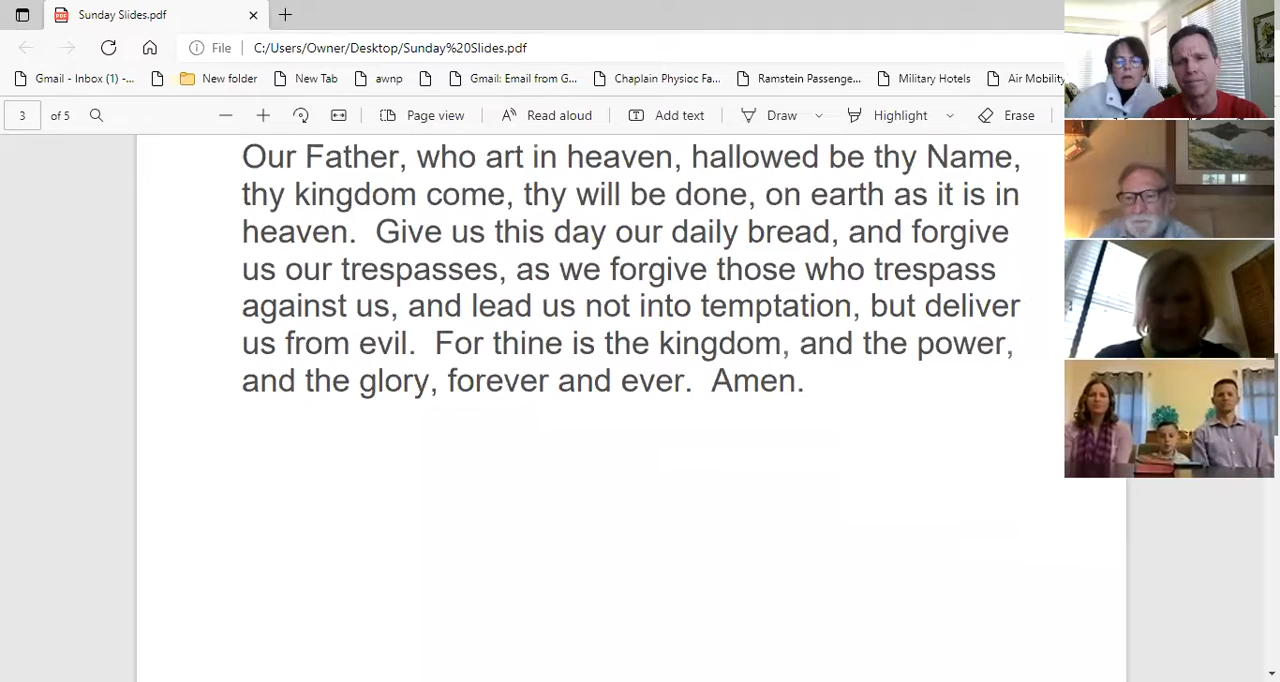 Sunday Slides.pdf
File C:/Users/Owner/Desktop/Sunday%20Slides.pdf
Gmail - Inbox (1) -... New folder New Tab awnp Gmail: Email from G... Chaplain Physioc Fa... Ramstein Passenge... Military Hotels Air Mobility
3 of 5 Page view Read aloud Add text Draw Highlight Erase
Our Father, who art in heaven, hallowed be thy Name,
thy kingdom come, thy will be done, on earth as it is in
heaven. Give us this day our daily bread, and forgive
us our trespasses, as we forgive those who trespass
against us, and lead us not into temptation, but deliver
us from evil. For thine is the kingdom, and the power,
and the glory, forever and ever. Amen.